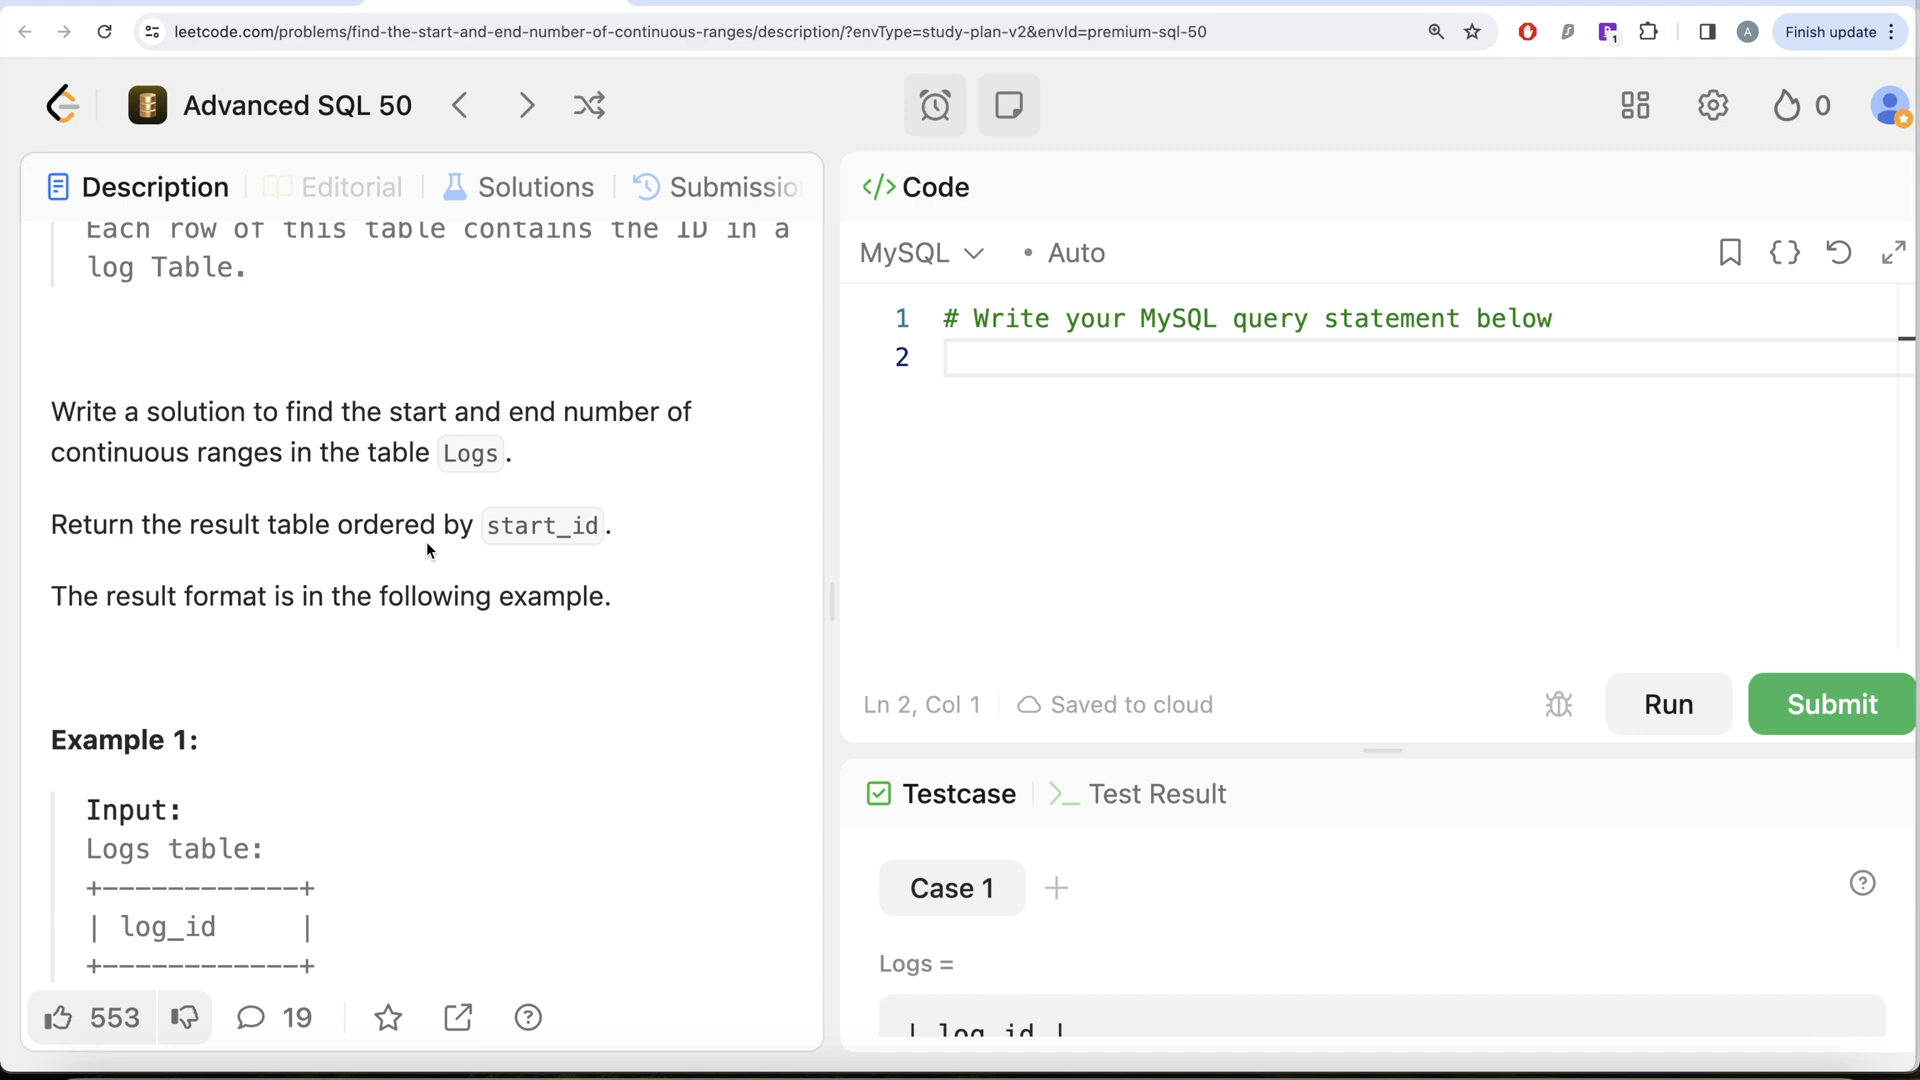 leetcode.com/problems/find-the-start-and-end-number-of-continuous-ranges/description/?envType=study-plan-v2&envId=premium-sql-50
1
A
Finish update
Advanced SQL 50
0
Description
Editorial
Solutions
Submissio
Each row of this table contains the ID in a
log Table.
Write a solution to find the start and end number of
continuous ranges in the table Logs.
Return the result table ordered by start_id.
The result format is in the following example.
Example 1:
Input:
Logs table:
+------------+
| log_id     |
+------------+
553
19
</> Code
MySQL
• Auto
1 # Write your MySQL query statement below
2
Ln 2, Col 1
Saved to cloud
Run
Submit
Testcase
Test Result
Case 1
Logs =
| log_id |